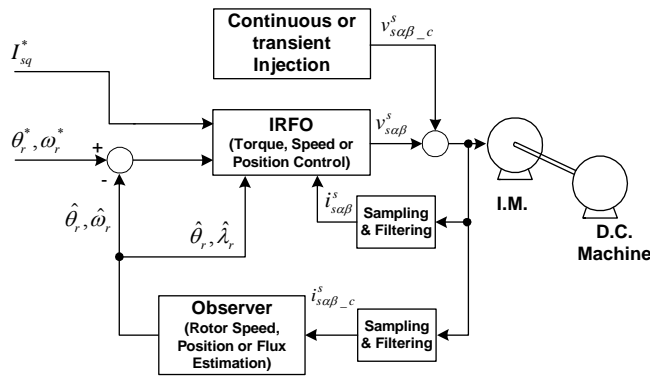 Continuous or
transient
Injection
v^s_{sαβ_c}
I^*_{sq}
IRFO
(Torque, Speed or
Position Control)
v^s_{sαβ}
θ^*_r, ω^*_r
+
-
I.M.
D.C.
Machine
i^s_{sαβ}
Sampling
& Filtering
θ̂_r, ω̂_r
θ̂_r, λ̂_r
Observer
(Rotor Speed,
Position or Flux
Estimation)
i^s_{sαβ_c}
Sampling
& Filtering